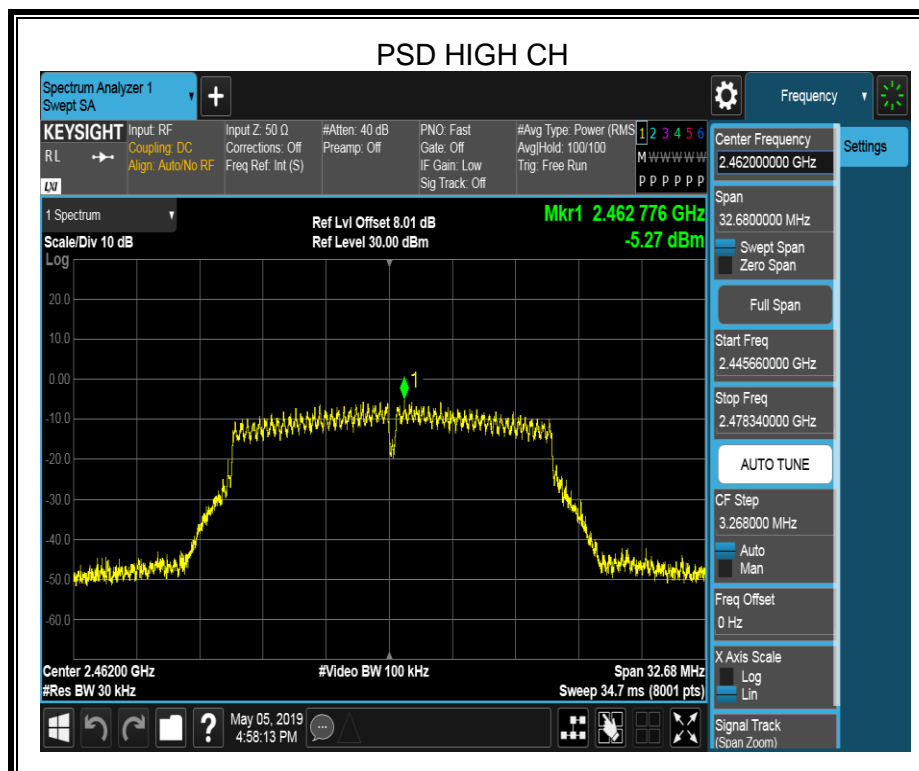 PSD HIGH CH
Spectrum Analyzer 1
Swept SA
Frequency
KEYSIGHT
RL
LXI
Input: RF
Coupling: DC
Align: Auto/No RF
Input Z: 50 Ω
Corrections: Off
Freq Ref: Int (S)
#Atten: 40 dB
Preamp: Off
PNO: Fast
Gate: Off
IF Gain: Low
Sig Track: Off
#Avg Type: Power (RMS
Avg|Hold: 100/100
Trig: Free Run
1 2 3 4 5 6
M W W W W W
P P P P P P
1 Spectrum
Scale/Div 10 dB
Ref Lvl Offset 8.01 dB
Ref Level 30.00 dBm
Mkr1 2.462 776 GHz
-5.27 dBm
Log
20.0
10.0
0.00
-10.0
-20.0
-30.0
-40.0
-50.0
-60.0
1
Center 2.46200 GHz
#Res BW 30 kHz
#Video BW 100 kHz
Span 32.68 MHz
Sweep 34.7 ms (8001 pts)
?
May 05, 2019
4:58:13 PM
Center Frequency
2.462000000 GHz
Settings
Span
32.6800000 MHz
Swept Span
Zero Span
Full Span
Start Freq
2.445660000 GHz
Stop Freq
2.478340000 GHz
AUTO TUNE
CF Step
3.268000 MHz
Auto
Man
Freq Offset
0 Hz
X Axis Scale
Log
Lin
Signal Track
(Span Zoom)